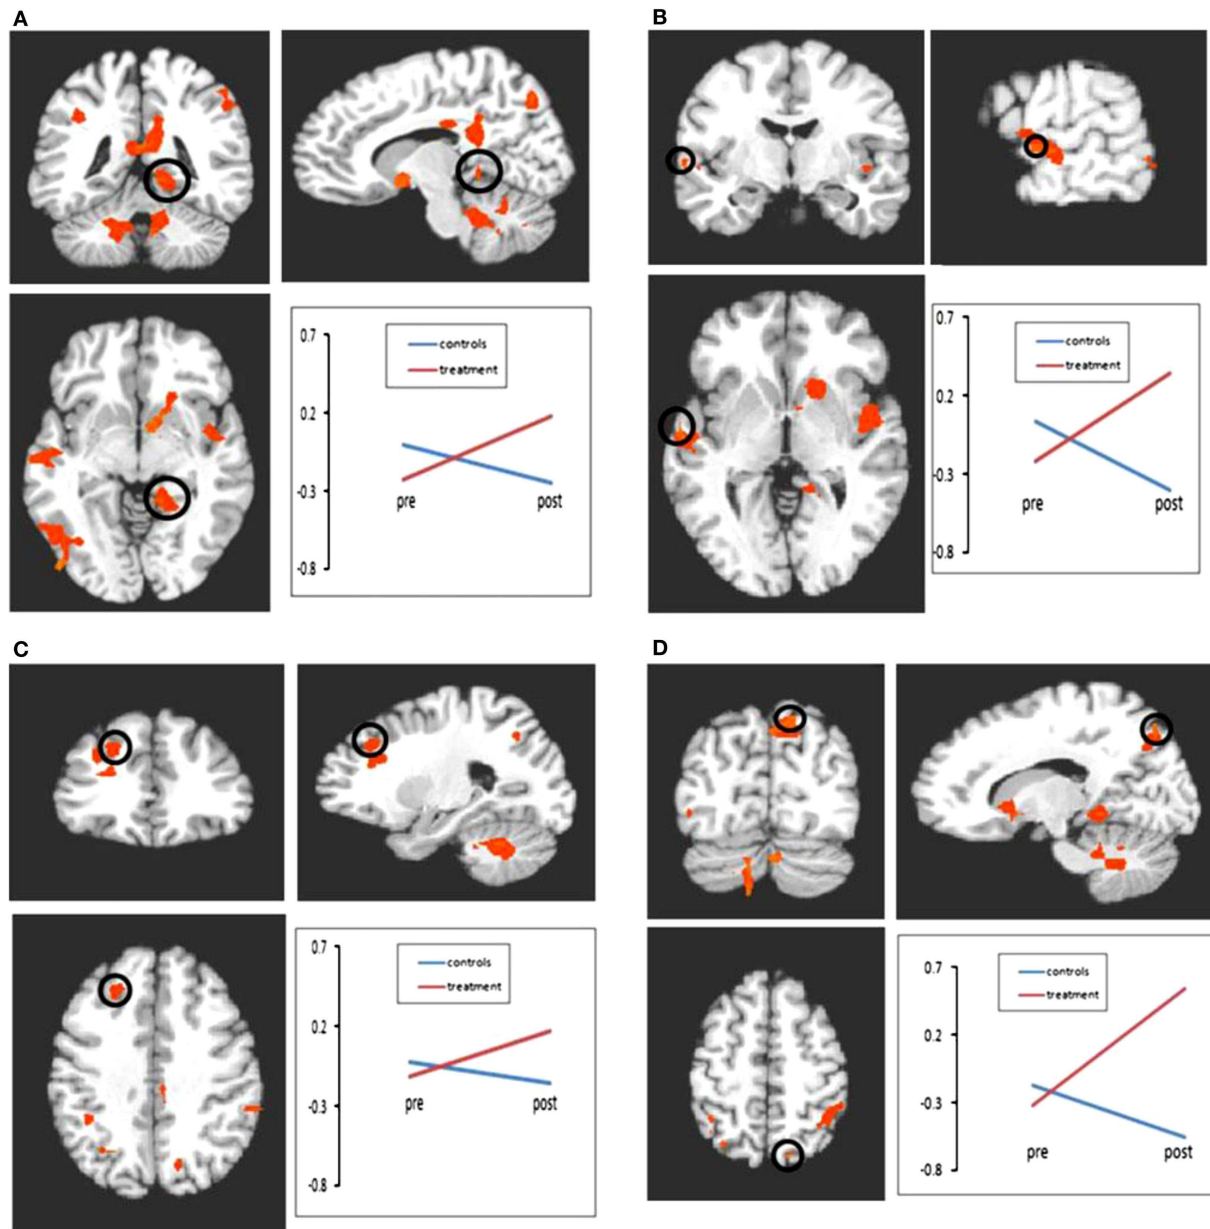 A
B
0.7
controls
treatment
0.2
-0.3
pre
post
-0.8
0.7
controls
treatment
0.2
-0.3
pre
post
-0.8
C
D
0.7
controls
treatment
0.2
-0.3
pre
post
-0.8
0.7
controls
treatment
0.2
-0.3
pre
post
-0.8